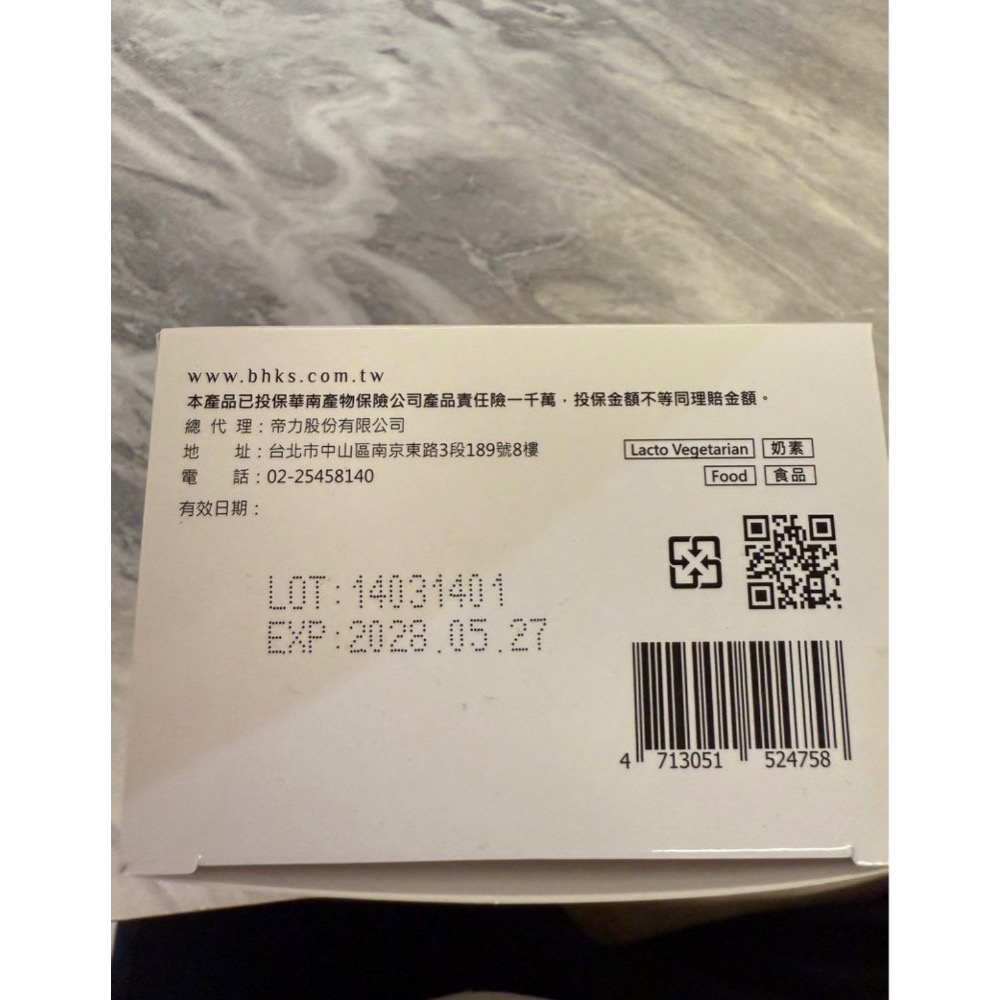 www.bhks.com.tw
本產品已投保華南產物保險公司產品責任險一千萬，投保金額不等同理賠金額。
總代理：帝力股份有限公司
地址：台北市中山區南京東路3段189號8樓
電話：02-25458140
有效日期：
Lacto Vegetarian 奶素
Food 食品
LOT:14031401
EXP:2028.05.27
4 713051 524758